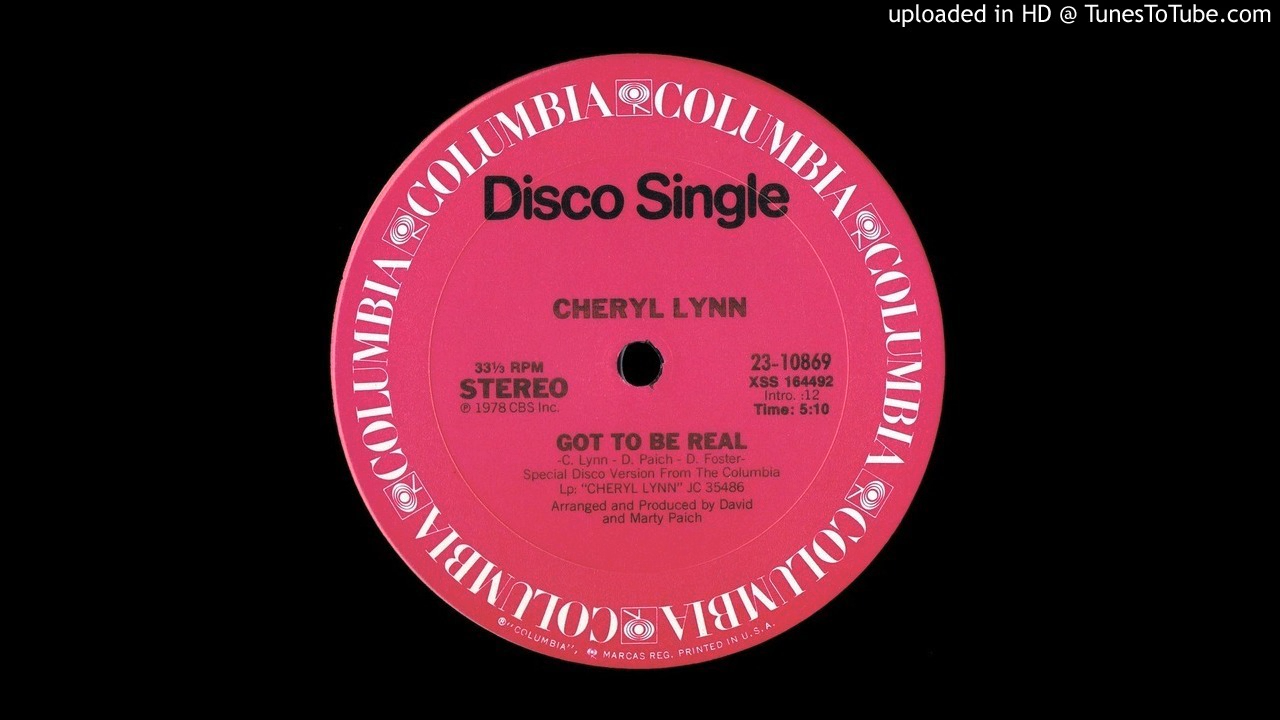 uploaded in HD @ TunesToTube.com
COLUMBIA COLUMBIA COLUMBIA COLUMBIA COLUMBIA COLUMBIA COLUMBIA COLUMBIA
Disco Single
CHERYL LYNN
33⅓ RPM
STEREO
℗ 1978 CBS Inc.
23-10869
XSS 164492
Intro. :12
Time: 5:10
GOT TO BE REAL
-C. Lynn - D. Paich - D. Foster-
Special Disco Version From The Columbia
Lp: "CHERYL LYNN" JC 35486
Arranged and Produced by David
and Marty Paich
®"COLUMBIA", MARCAS REG. PRINTED IN U.S.A.